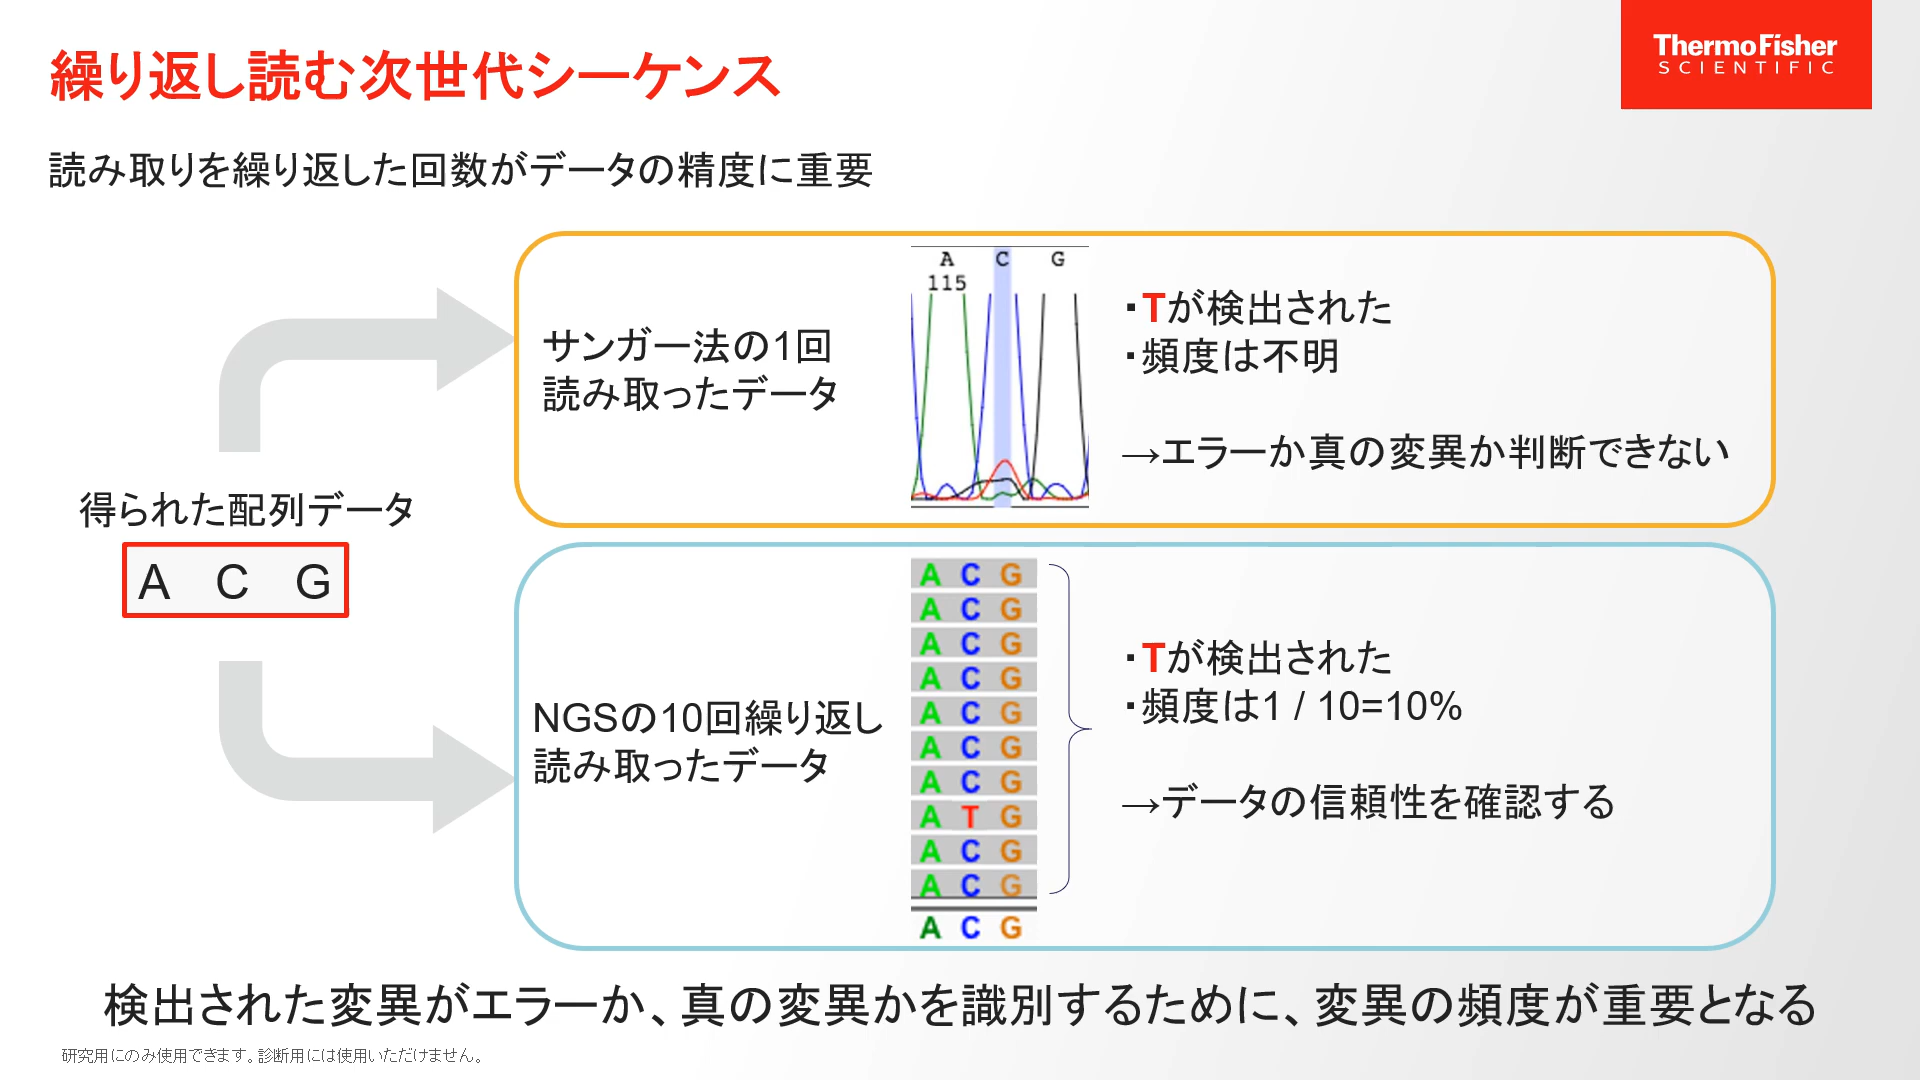 繰り返し読む次世代シーケンス
ThermoFisher
SCIENTIFIC
読み取りを繰り返した回数がデータの精度に重要
得られた配列データ
A C G
サンガー法の1回
読み取ったデータ
A C G
115
・Tが検出された
・頻度は不明
→エラーか真の変異か判断できない
NGSの10回繰り返し
読み取ったデータ
A C G
A C G
A C G
A C G
A C G
A C G
A C G
A T G
A C G
A C G
A C G
・Tが検出された
・頻度は1 / 10=10%
→データの信頼性を確認する
検出された変異がエラーか、真の変異かを識別するために、変異の頻度が重要となる
研究用にのみ使用できます。診断用には使用いただけません。